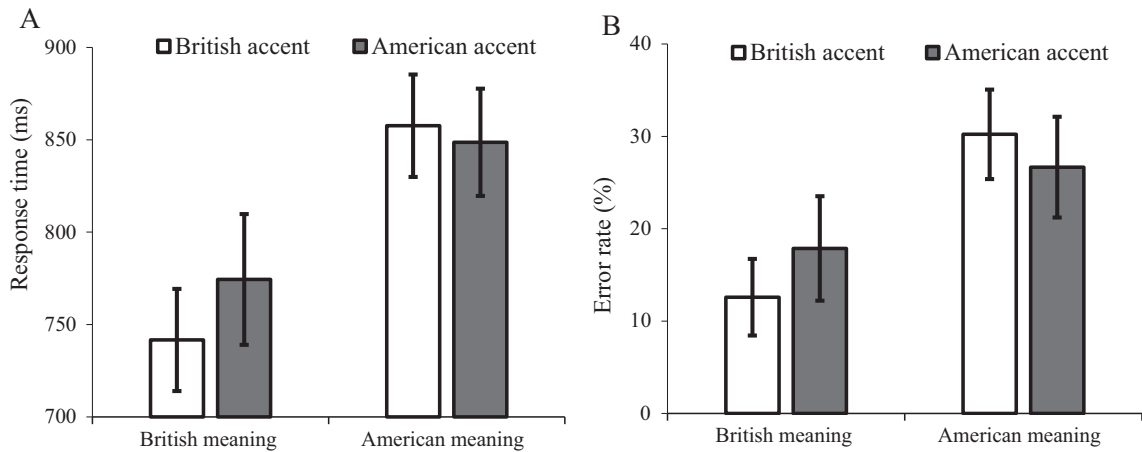 A
British accent
American accent
Response time (ms)
900
850
800
750
700
British meaning
American meaning
B
British accent
American accent
Error rate (%)
40
30
20
10
0
British meaning
American meaning